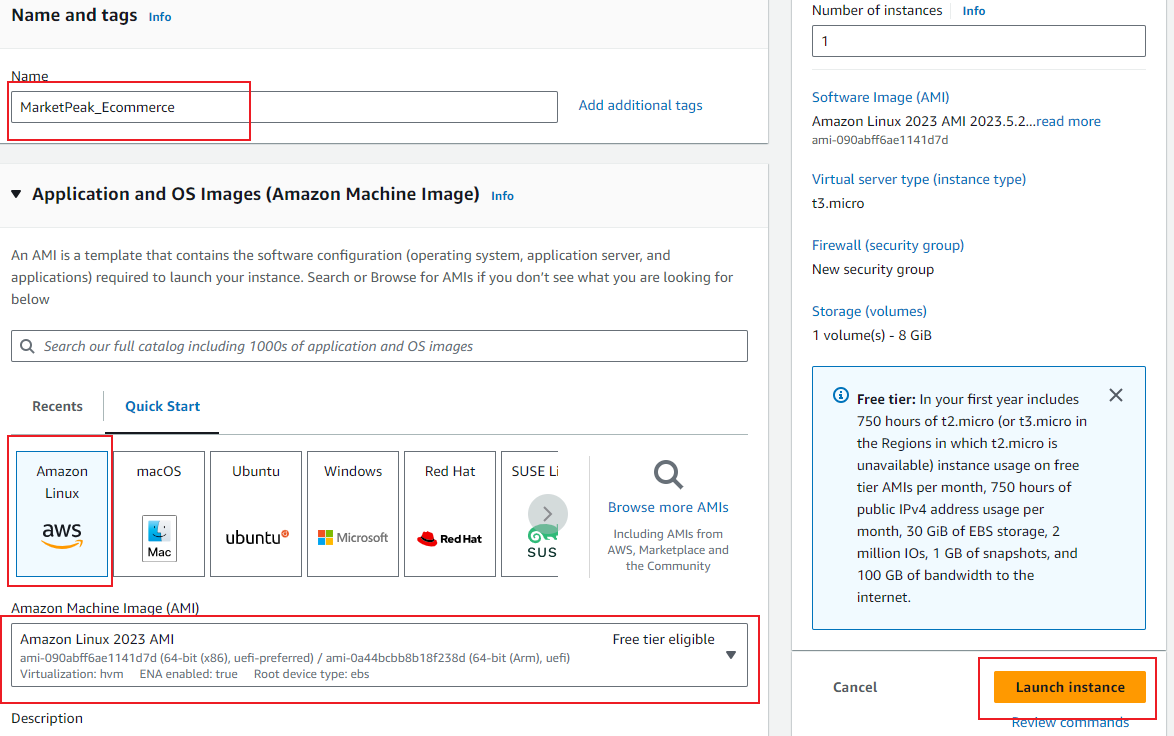 Name and tags Info
Name
MarketPeak_Ecommerce
Add additional tags
Application and OS Images (Amazon Machine Image) Info
An AMI is a template that contains the software configuration (operating system, application server, and
applications) required to launch your instance. Search or Browse for AMIs if you don't see what you are looking for
below
Search our full catalog including 1000s of application and OS images
Recents
Quick Start
Amazon
Linux
aws
macOS
Mac
Ubuntu
ubuntu
Windows
Microsoft
Red Hat
Red Hat
SUSE Li
SUS
Browse more AMIs
Including AMIs from
AWS, Marketplace and
the Community
Amazon Machine Image (AMI)
Amazon Linux 2023 AMI
Free tier eligible
ami-090abff6ae1141d7d (64-bit (x86), uefi-preferred) / ami-0a44bcbb8b18f238d (64-bit (Arm), uefi)
Virtualization: hvm ENA enabled: true Root device type: ebs
Description
Number of instances Info
1
Software Image (AMI)
Amazon Linux 2023 AMI 2023.5.2...read more
ami-090abff6ae1141d7d
Virtual server type (instance type)
t3.micro
Firewall (security group)
New security group
Storage (volumes)
1 volume(s) - 8 GiB
Free tier: In your first year includes
750 hours of t2.micro (or t3.micro in
the Regions in which t2.micro is
unavailable) instance usage on free
tier AMIs per month, 750 hours of
public IPv4 address usage per
month, 30 GiB of EBS storage, 2
million IOs, 1 GB of snapshots, and
100 GB of bandwidth to the
internet.
Cancel
Launch instance
Review commands